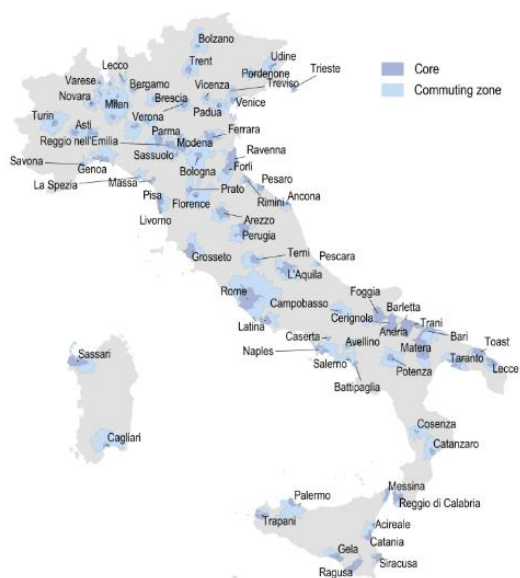 Bolzano
Lecco
Udine
Trent
Pordenone
Trieste
Varese
Bergamo
Vicenza
Treviso
Novara
Milan
Brescia
Padua
Venice
Turin
Asti
Verona
Parma
Ferrara
Reggio nell'Emilia
Modena
Ravenna
Savona
Genoa
Sassuolo
Bologna
Forlì
Pesaro
La Spezia
Massa
Prato
Rimini
Ancona
Pisa
Florence
Livorno
Arezzo
Perugia
Grosseto
Terni
Pescara
L'Aquila
Rome
Foggia
Barletta
Campobasso
Cerignola
Trani
Latina
Andria
Bari
Toast
Caserta
Avellino
Matera
Taranto
Naples
Salerno
Potenza
Lecce
Battipaglia
Sassari
Cagliari
Cosenza
Catanzaro
Messina
Palermo
Reggio di Calabria
Trapani
Acireale
Catania
Gela
Siracusa
Ragusa
Core
Commuting zone